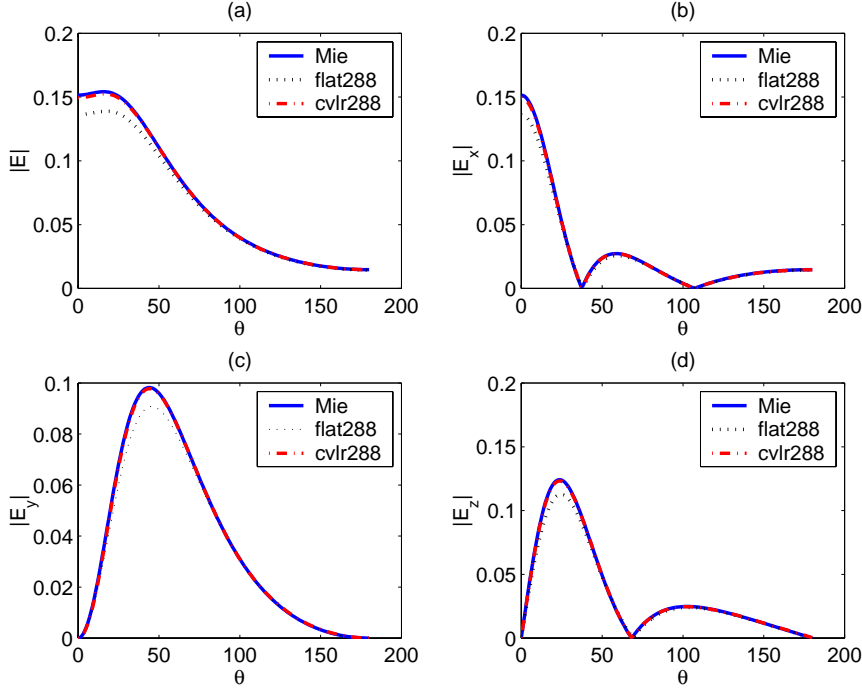 (a)
0.2
0.15
0.1
0.05
0
|E|
0
50
100
150
200
θ
Mie
flat288
cvlr288
(b)
0.2
0.15
0.1
0.05
0
|E_x|
0
50
100
150
200
θ
Mie
flat288
cvlr288
(c)
0.1
0.08
0.06
0.04
0.02
0
|E_y|
0
50
100
150
200
θ
Mie
flat288
cvlr288
(d)
0.2
0.15
0.1
0.05
0
|E_z|
0
50
100
150
200
θ
Mie
flat288
cvlr288